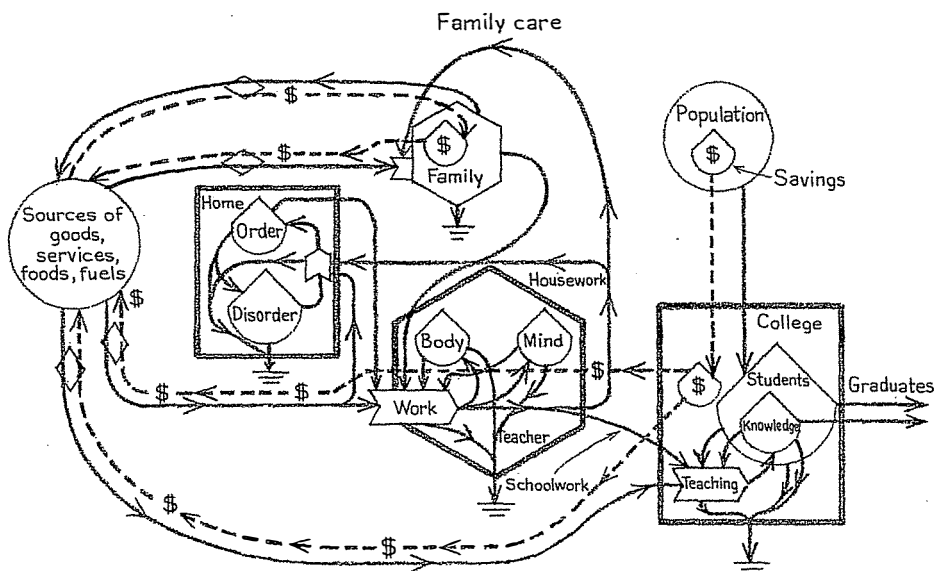 Family care
$
Population
$
$
$
Family
Savings
Sources of
goods,
services,
foods, fuels
Home
Order
Disorder
Housework
$
College
Body
Mind
$
$
$
$
Students
Graduates
Work
Knowledge
Teacher
Schoolwork
Teaching
$
$